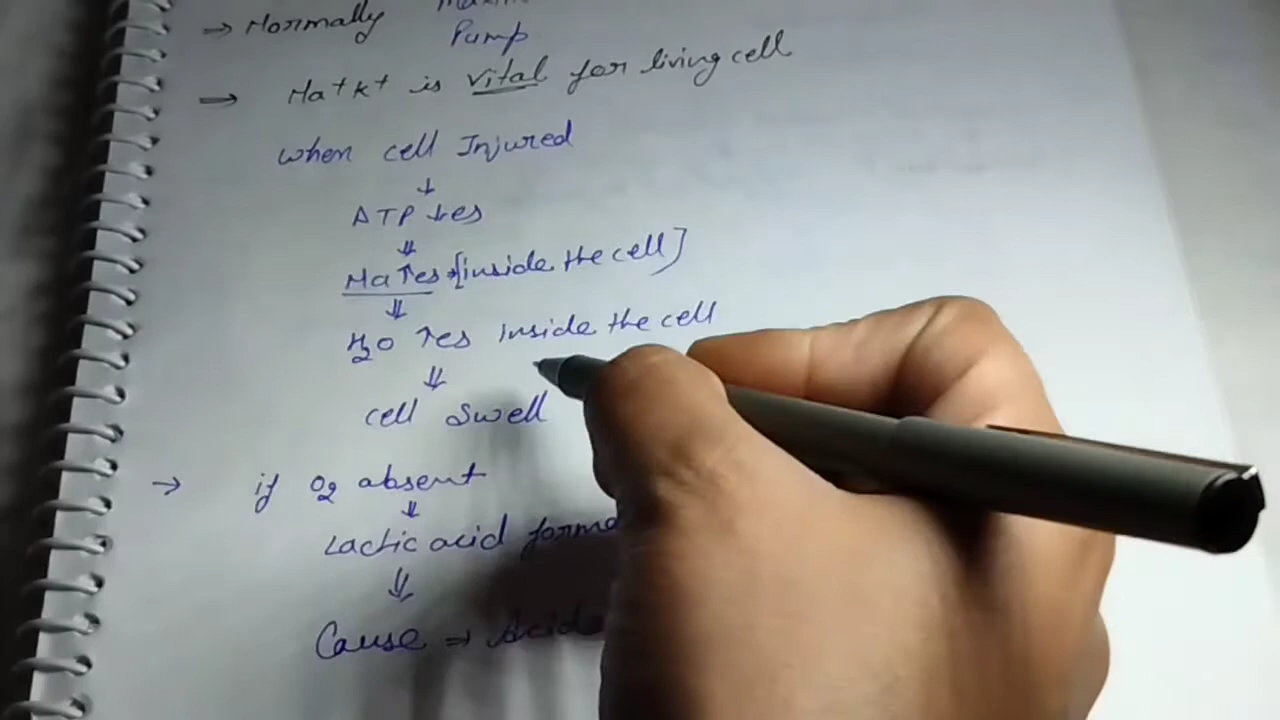 → Normally
Pump
⇒ Na+K+ is vital for living cell
When cell Injured
↓
ATP ↓es
⇓
Na ↑es [inside the cell]
⇓
H2O ↑es inside the cell
⇓
cell Swell
→ if O2 absent
⇓
Lactic acid
⇓
Cause ⇒